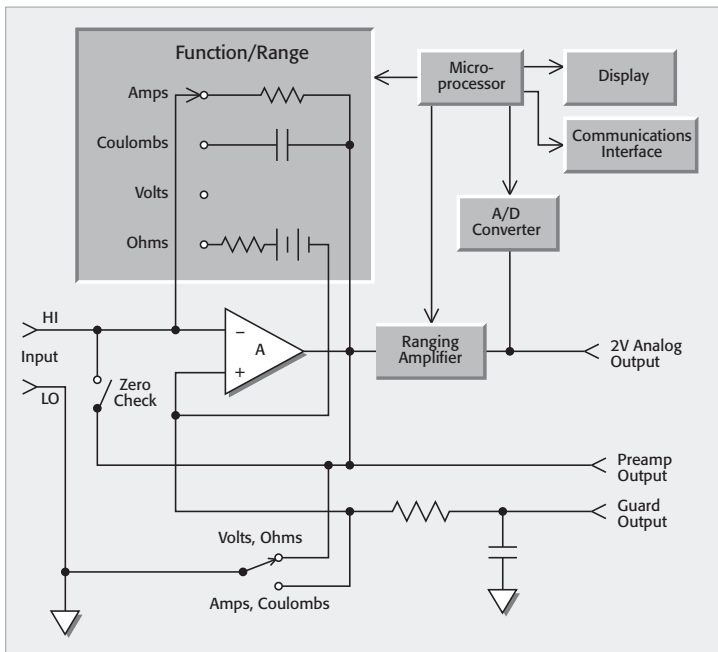 Function/Range
Amps
Coulombs
Volts
Ohms
Micro-
processor
Display
Communications
Interface
A/D
Converter
HI
Input
LO
Zero
Check
−
A
+
Ranging
Amplifier
2V Analog
Output
Preamp
Output
Guard
Output
Volts, Ohms
Amps, Coulombs